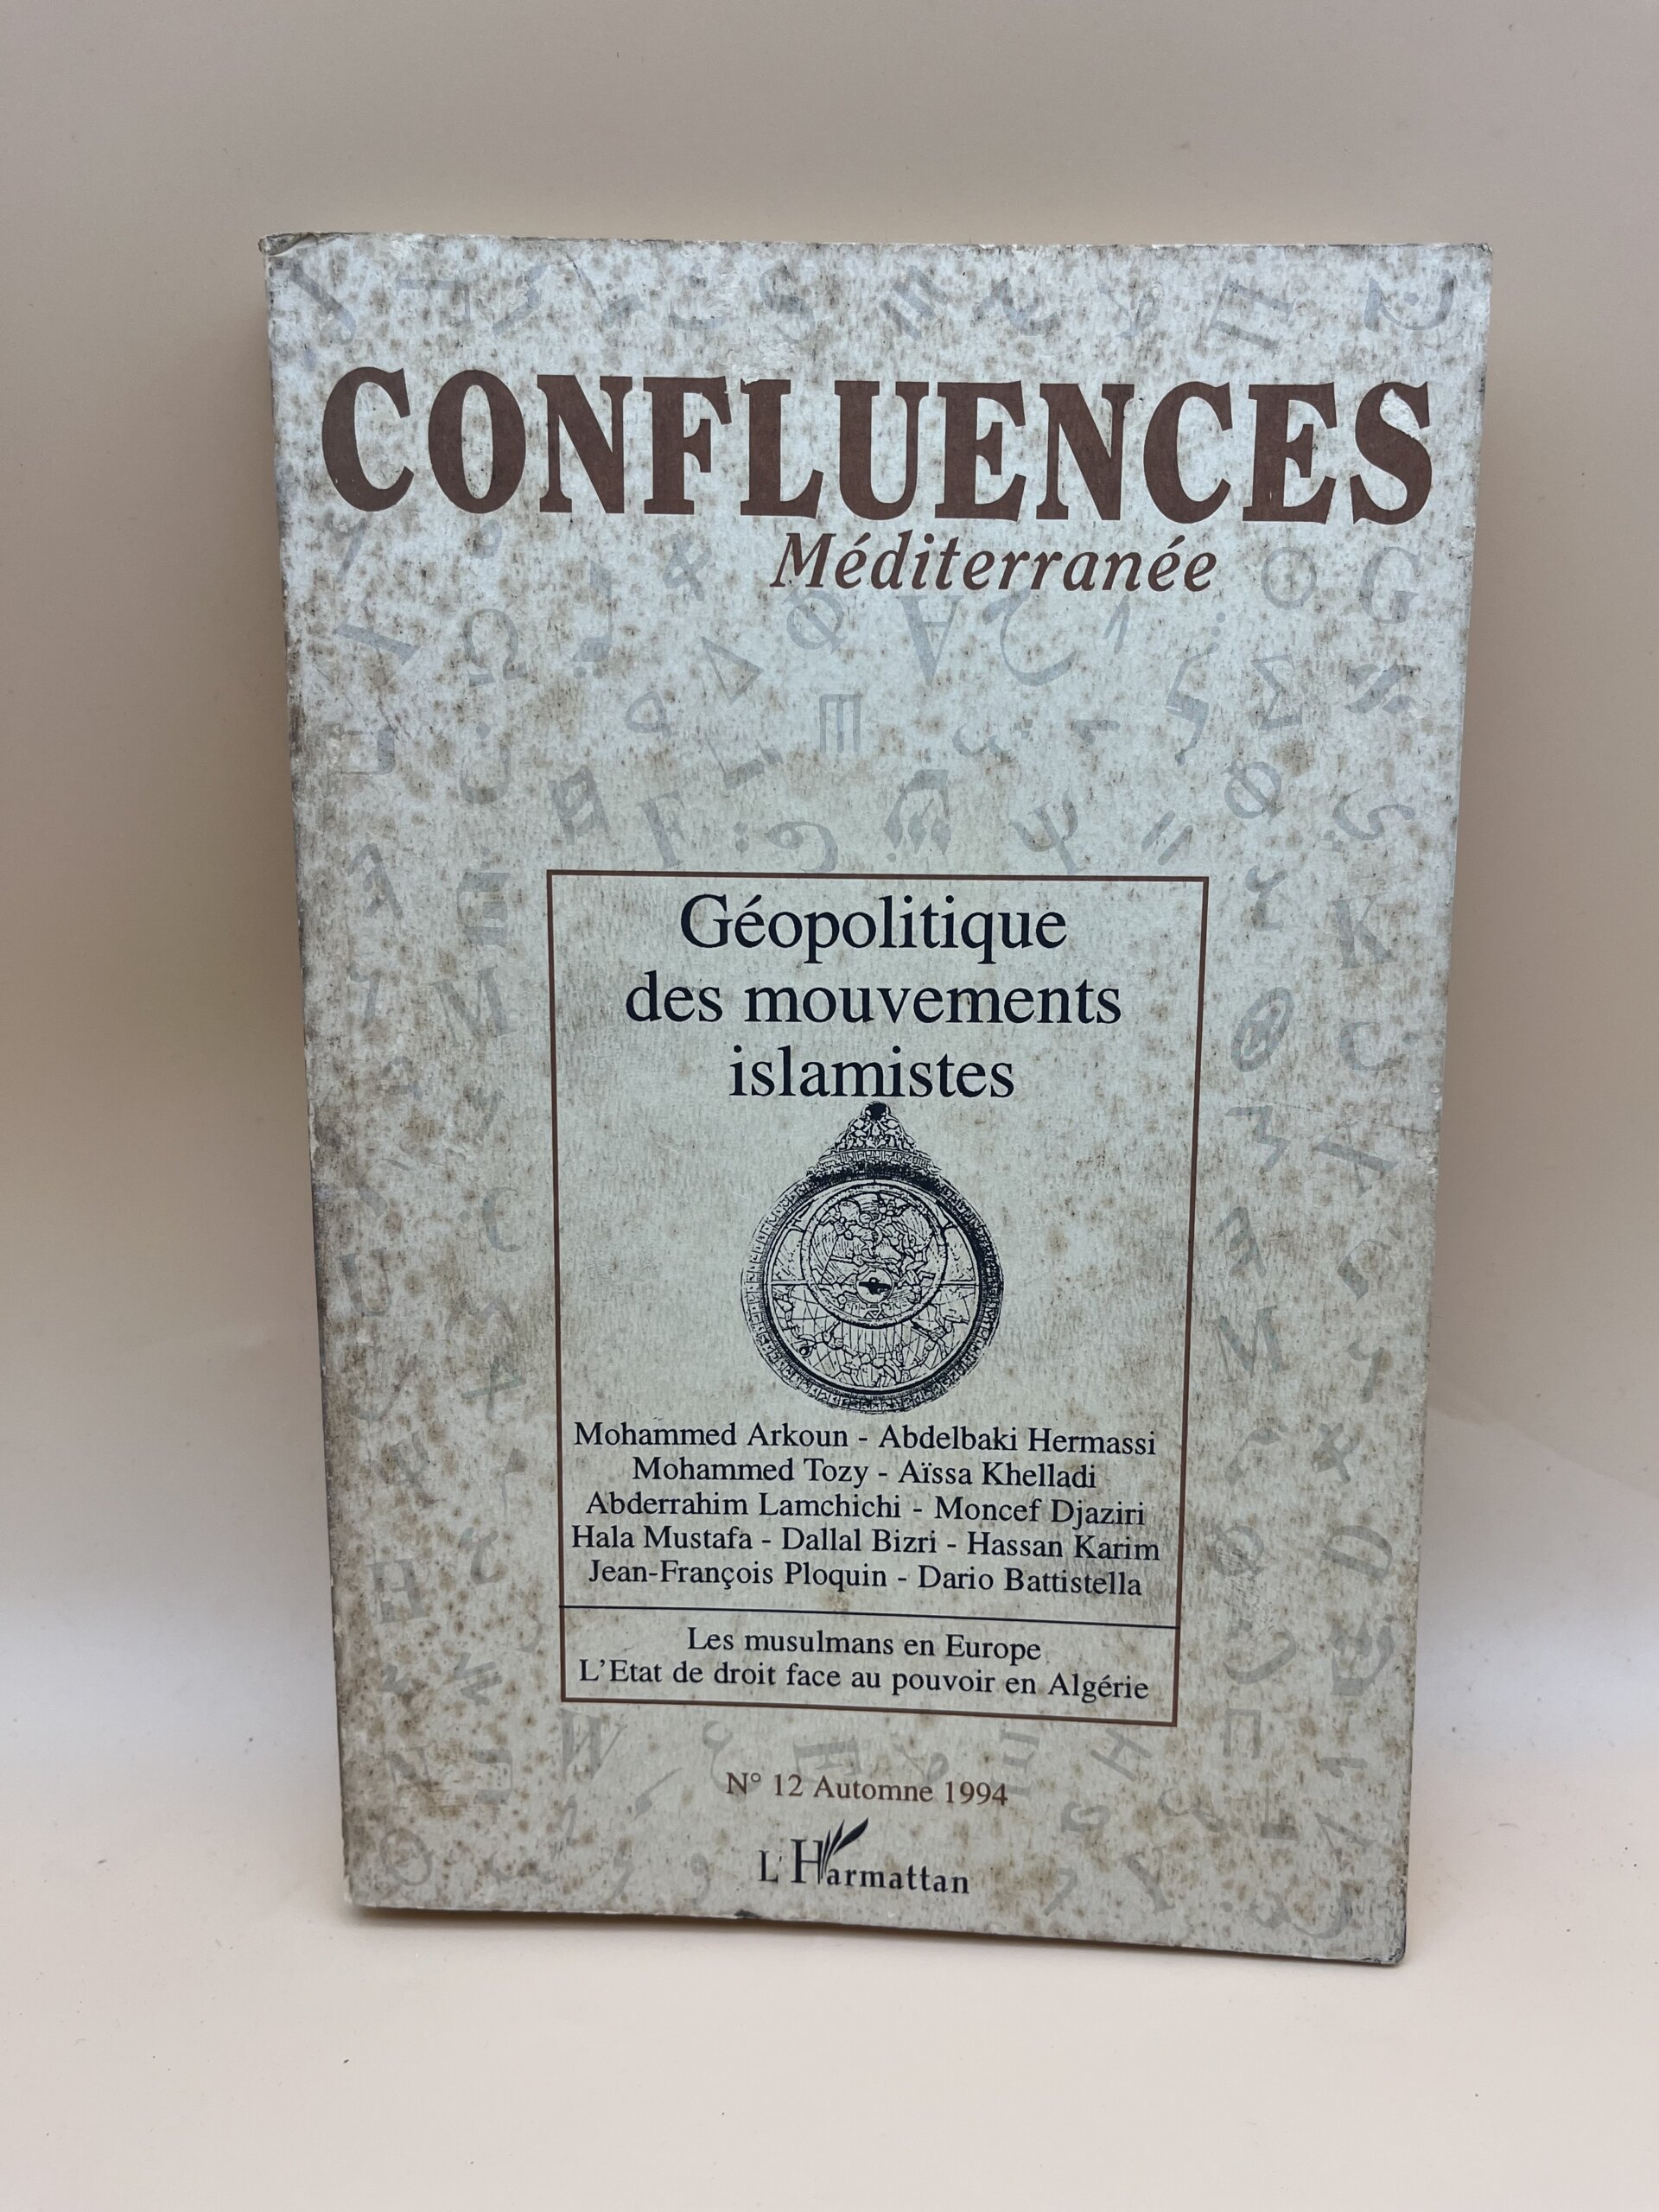 CONFLUENCES
Méditerranée
Géopolitique
des mouvements
islamistes
Mohammed Arkoun - Abdelbaki Hermassi
Mohammed Tozy - Aïssa Khelladi
Abderrahim Lamchichi - Moncef Djaziri
Hala Mustafa - Dallal Bizri - Hassan Karim
Jean-François Ploquin - Dario Battistella
Les musulmans en Europe
L'Etat de droit face au pouvoir en Algérie
N° 12 Automne 1994
L'Harmattan